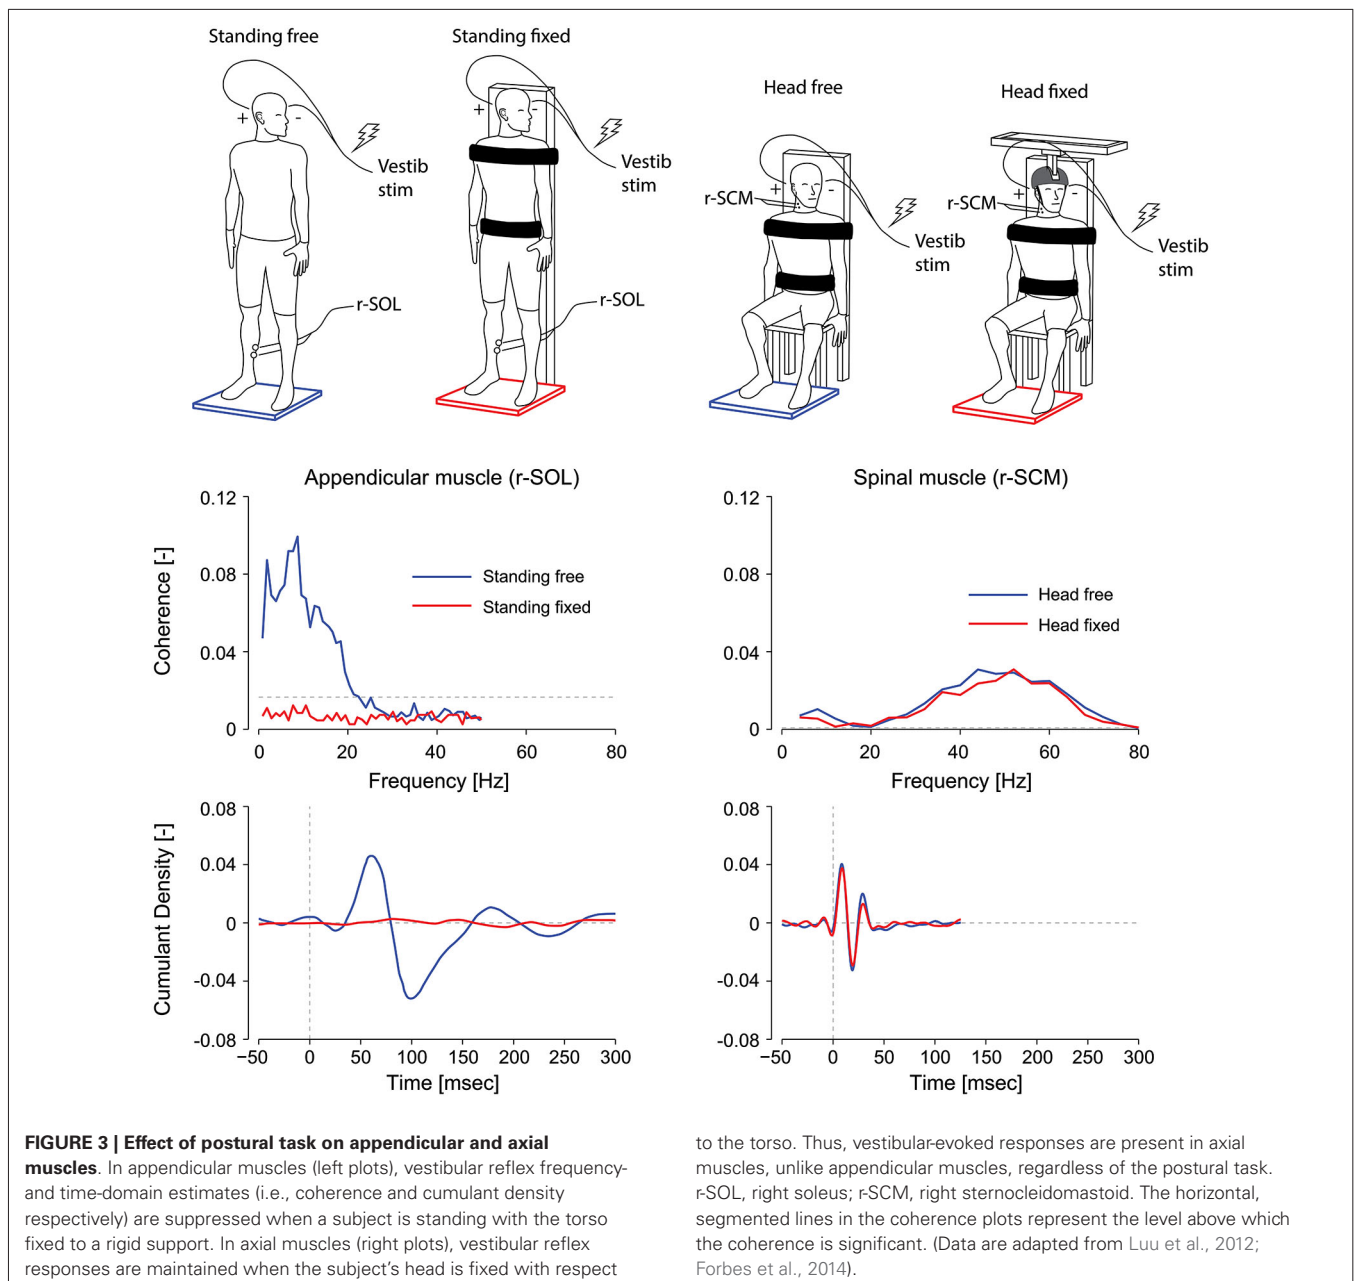 Standing free
Standing fixed
Head free
Head fixed
+
-
Vestib
stim
r-SOL
+
-
Vestib
stim
r-SOL
r-SCM
+
-
Vestib
stim
r-SCM
+
-
Vestib
stim
Appendicular muscle (r-SOL)
Coherence [-]
0.12
0.08
0.04
0
Standing free
Standing fixed
0
20
40
60
80
Frequency [Hz]
Spinal muscle (r-SCM)
0.12
0.08
0.04
0
Head free
Head fixed
0
20
40
60
80
Frequency [Hz]
Cumulant Density [-]
0.08
0.04
0
-0.04
-0.08
−50
0
50
100
150
200
250
300
Time [msec]
0.08
0.04
0
-0.04
-0.08
−50
0
50
100
150
200
250
300
Time [msec]
FIGURE 3 | Effect of postural task on appendicular and axial
muscles. In appendicular muscles (left plots), vestibular reflex frequency-
and time-domain estimates (i.e., coherence and cumulant density
respectively) are suppressed when a subject is standing with the torso
fixed to a rigid support. In axial muscles (right plots), vestibular reflex
responses are maintained when the subject's head is fixed with respect
to the torso. Thus, vestibular-evoked responses are present in axial
muscles, unlike appendicular muscles, regardless of the postural task.
r-SOL, right soleus; r-SCM, right sternocleidomastoid. The horizontal,
segmented lines in the coherence plots represent the level above which
the coherence is significant. (Data are adapted from Luu et al., 2012;
Forbes et al., 2014).